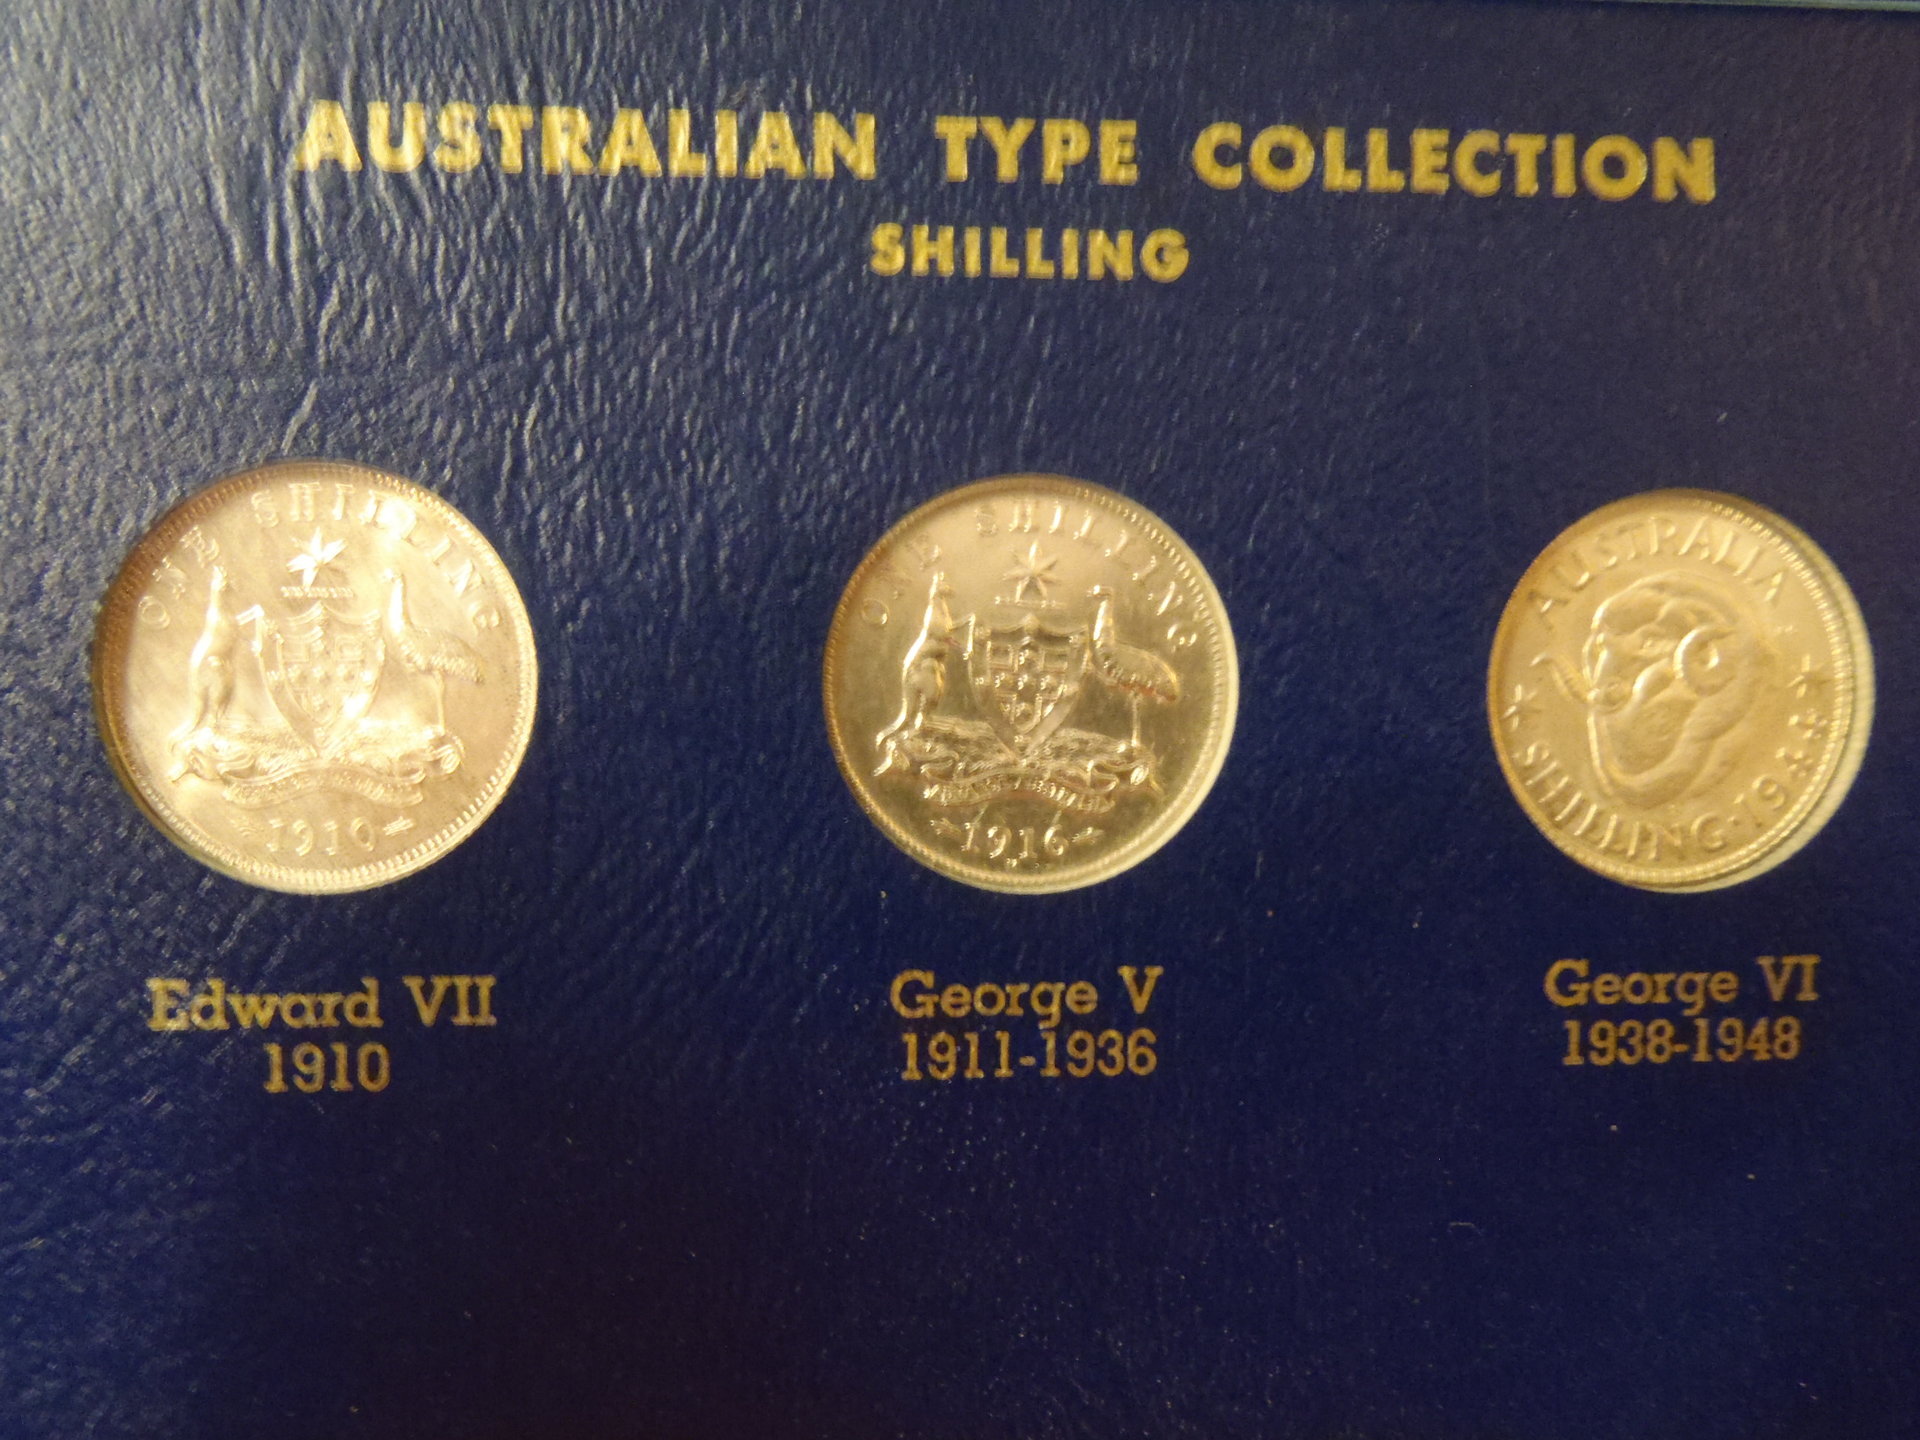 AUSTRALIAN TYPE COLLECTION
SHILLING
ONE SHILLING
1910
ONE SHILLING
1916
AUSTRALIA
SHILLING·1944
Edward VII
1910
George V
1911-1936
George VI
1938-1948